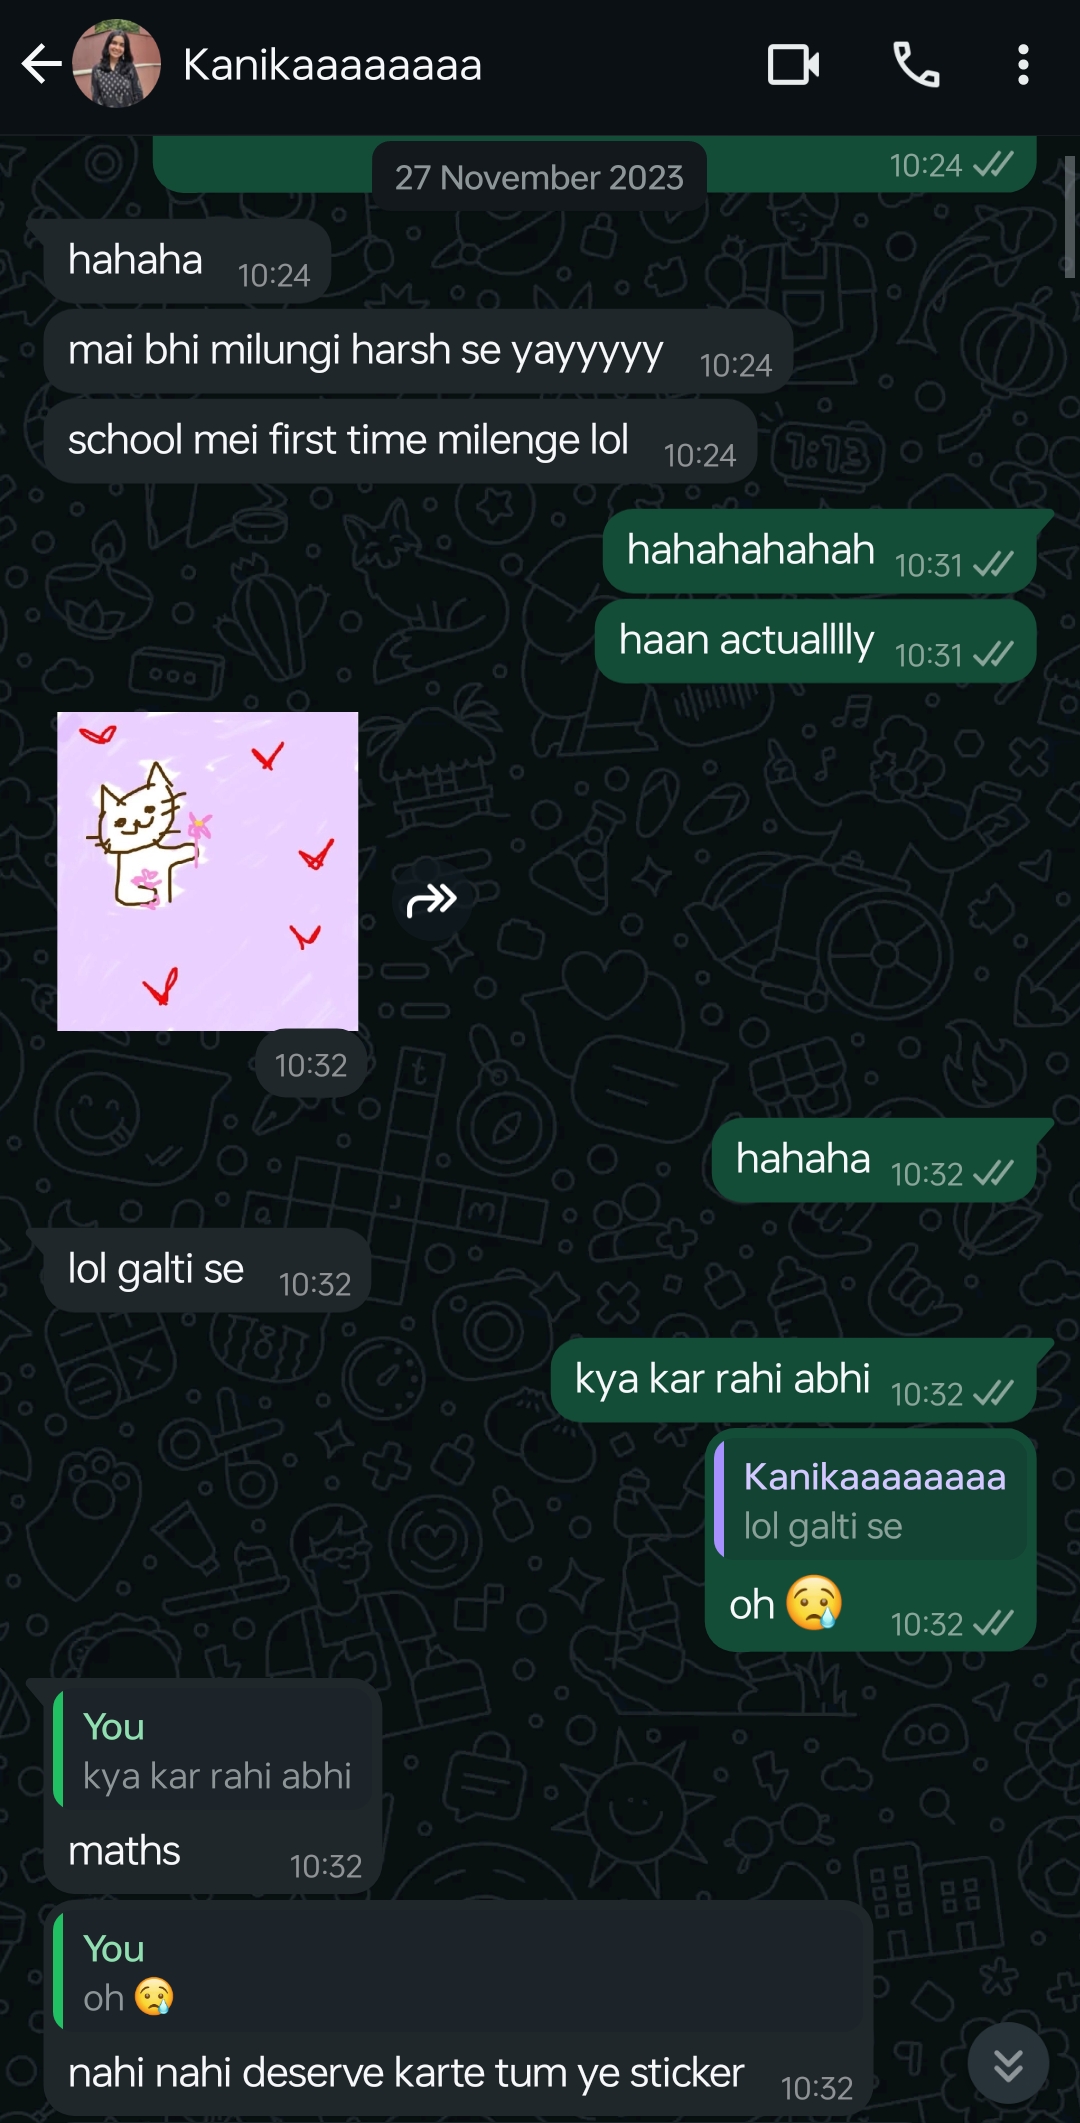 Kanikaaaaaaaa
10:24
27 November 2023
hahaha 10:24
mai bhi milungi harsh se yayyyyy 10:24
school mei first time milenge lol 10:24
hahahahahah 10:31
haan actualllly 10:31
10:32
hahaha 10:32
lol galti se 10:32
kya kar rahi abhi 10:32
Kanikaaaaaaaa
lol galti se
oh 😢 10:32
You
kya kar rahi abhi
maths 10:32
You
oh 😢
nahi nahi deserve karte tum ye sticker 10:32